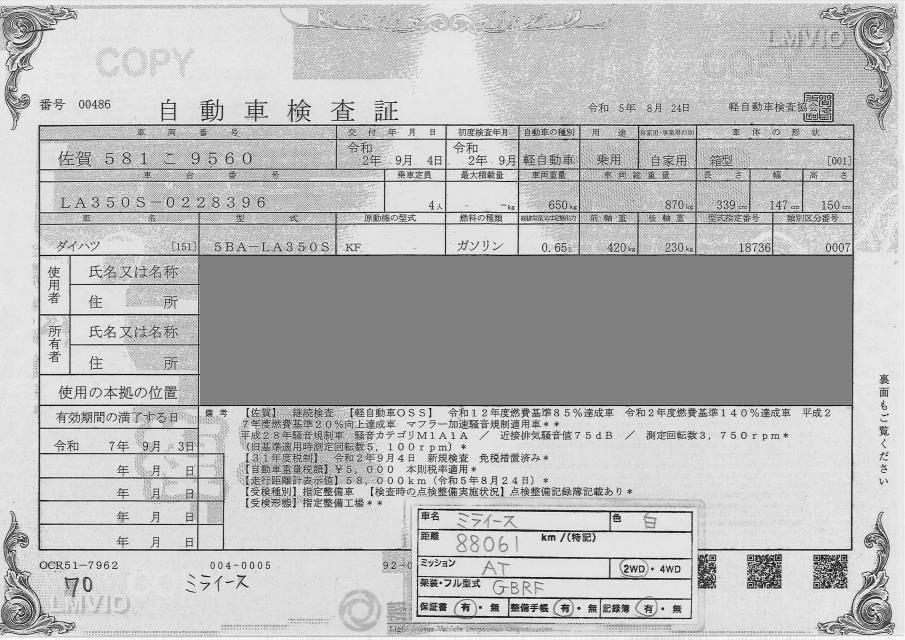 COPY
LMVIO
COPY
番号 00486
自動車検査証
令和 5年 8月 24日
軽自動車検査協会
車両番号 交付年月日 初度検査年月 自動車の種別 用途 自家用・事業用の別 車体の形状
佐賀 581 こ 9560 令和 2年 9月 4日 令和 2年 9月 軽自動車 乗用 自家用 箱型 [001]
車台番号 乗車定員 最大積載量 車両重量 車両総重量 長さ 幅 高さ
LA350S-0228396 4人 - -kg 650kg 870kg 339cm 147cm 150cm
車名 型式 原動機の型式 燃料の種類 前軸重 後軸重 型式指定番号 類別区分番号
ダイハツ [151] 5BA-LA350S KF ガソリン 0.65L 420kg 230kg 18736 0007
使用者 氏名又は名称
住所
所有者 氏名又は名称
住所
使用の本拠の位置
有効期間の満了する日
令和 7年 9月 3日
年 月 日
年 月 日
年 月 日
年 月 日
備考 【佐賀】 継続検査 【軽自動車OSS】 令和12年度燃費基準85%達成車 令和2年度燃費基準140%達成車 平成2
7年度燃費基準20%向上達成車 マフラー加速騒音規制適用車**
平成28年騒音規制車 騒音カテゴリM1A1A / 近接排気騒音値75dB / 測定回転数3,750rpm*
(旧基準適用時測定回転数5,100rpm)*
【31年度税制】 令和2年9月4日 新規検査 免税措置済み*
【自動車重量税額】¥5,000 本則税率適用*
【走行距離計表示値】58,000km(令和5年8月24日)*
【受検種別】指定整備車 【検査時の点検整備実施状況】点検整備記録簿記載あり*
【受検形態】指定整備工場**
裏面もご覧ください
車名 ミライース 色 白
距離 88061 km/(特記)
ミッション AT 2WD・4WD
架装・フル型式 GBRF
保証書 有・無 整備手帳 有・無 記録簿 有・無
OCR51-7962 004-0005 92-0
70 ミライース
LMVIO
Light Motor Vehicle Inspection Organization